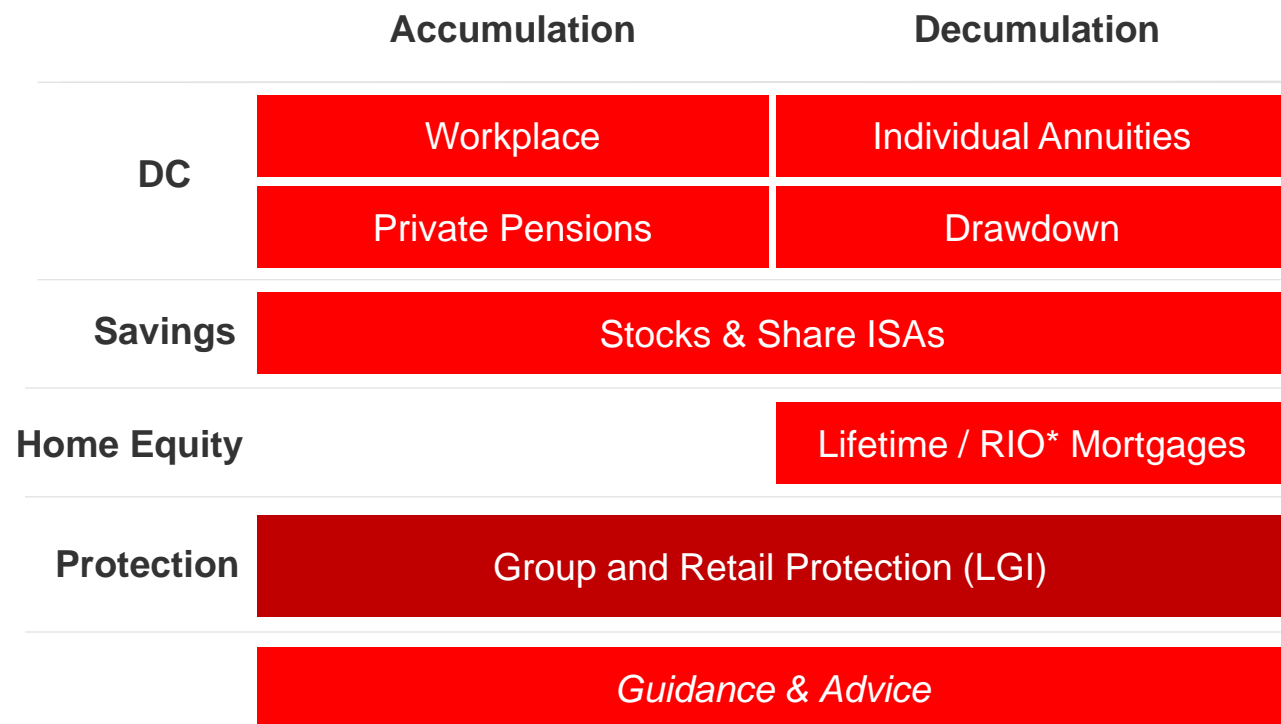 Accumulation
Decumulation
DC
Workplace
Individual Annuities
Private Pensions
Drawdown
Savings
Stocks & Share ISAs
Home Equity
Lifetime / RIO* Mortgages
Protection
Group and Retail Protection (LGI)
Guidance & Advice